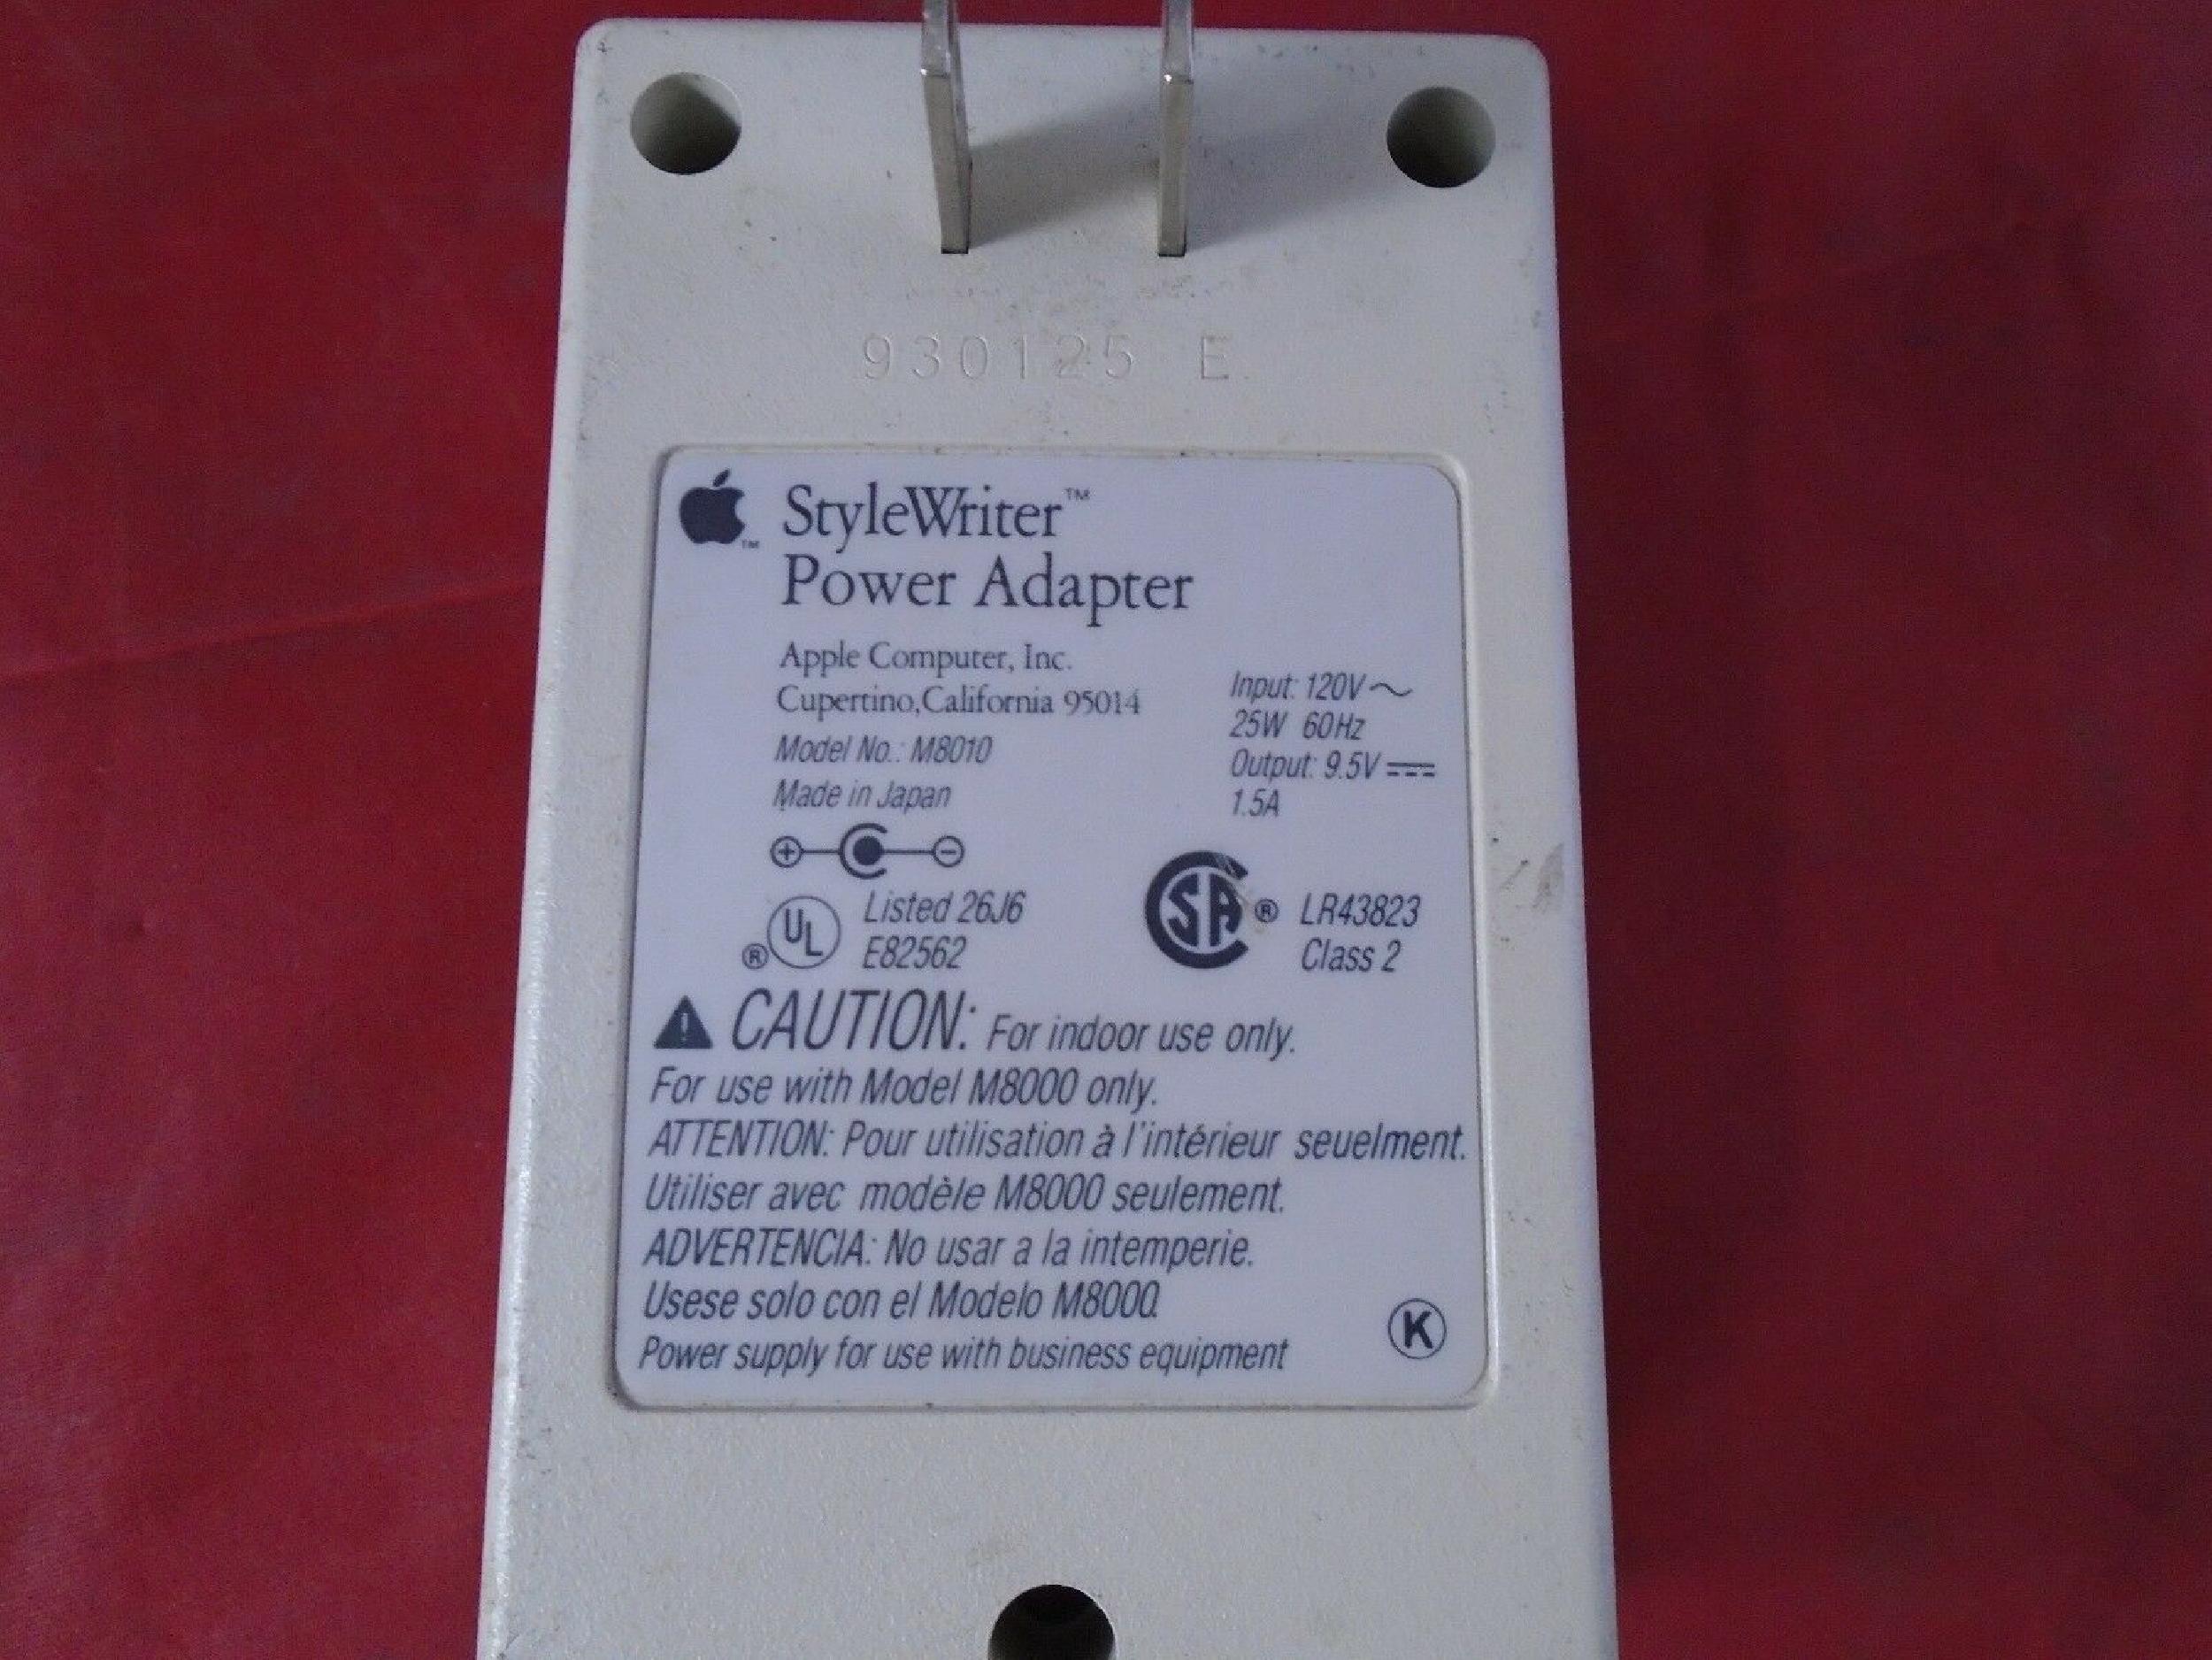 930125 E
StyleWriter™
Power Adapter
™
Apple Computer, Inc.
Cupertino,California 95014
Model No.: M8010
Made in Japan
Input: 120V ~
25W 60Hz
Output: 9.5V
1.5A
+ -
UL ® Listed 26J6
E82562
CSA ® LR43823
Class 2
CAUTION: For indoor use only.
For use with Model M8000 only.
ATTENTION: Pour utilisation à l'intérieur seuelment.
Utiliser avec modèle M8000 seulement.
ADVERTENCIA: No usar a la intemperie.
Usese solo con el Modelo M8000.
Power supply for use with business equipment
K